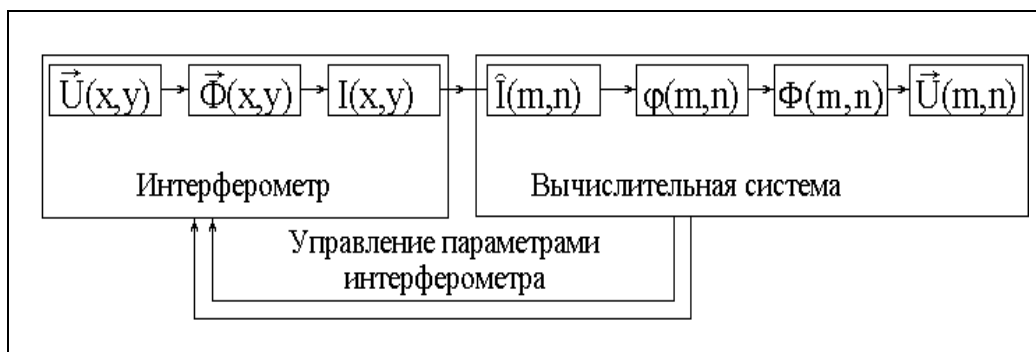 U⃗(x,y) Φ⃗(x,y) I(x,y) Î(m,n) φ(m,n) Φ(m,n) U⃗(m,n)
Интерферометр Вычислительная система
Управление параметрами
интерферометра